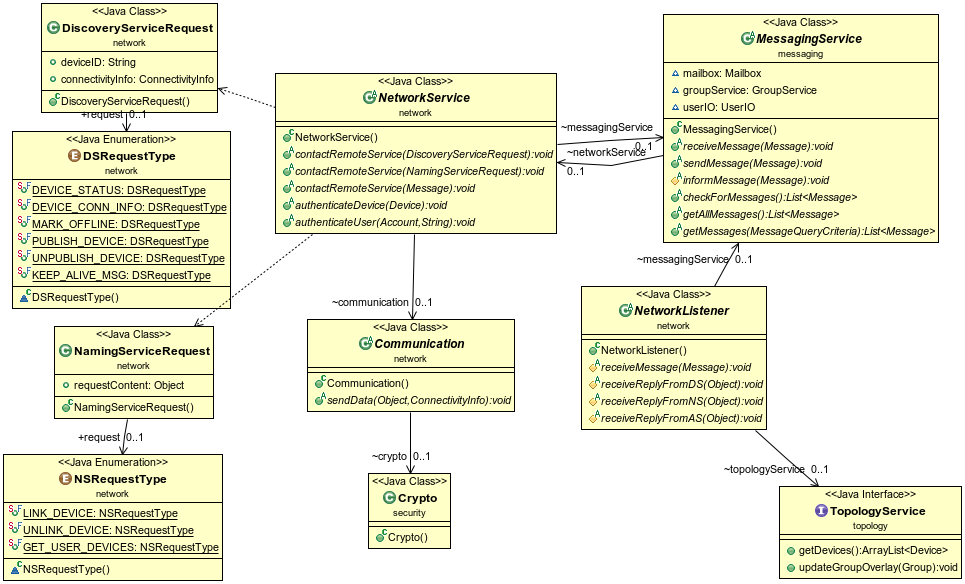 <<Java Class>>
DiscoveryServiceRequest
network
deviceID: String
connectivityInfo: ConnectivityInfo
DiscoveryServiceRequest()
+request 0..1
<<Java Enumeration>>
DSRequestType
network
DEVICE_STATUS: DSRequestType
DEVICE_CONN_INFO: DSRequestType
MARK_OFFLINE: DSRequestType
PUBLISH_DEVICE: DSRequestType
UNPUBLISH_DEVICE: DSRequestType
KEEP_ALIVE_MSG: DSRequestType
DSRequestType()
<<Java Class>>
NetworkService
network
NetworkService()
contactRemoteService(DiscoveryServiceRequest):void
contactRemoteService(NamingServiceRequest):void
contactRemoteService(Message):void
authenticateDevice(Device):void
authenticateUser(Account,String):void
~messagingService
0..1
~networkService
0..1
<<Java Class>>
MessagingService
messaging
mailbox: Mailbox
groupService: GroupService
userIO: UserIO
MessagingService()
receiveMessage(Message):void
sendMessage(Message):void
informMessage(Message):void
checkForMessages():List<Message>
getAllMessages():List<Message>
getMessages(MessageQueryCriteria):List<Message>
~messagingService 0..1
<<Java Class>>
NetworkListener
network
NetworkListener()
receiveMessage(Message):void
receiveReplyFromDS(Object):void
receiveReplyFromNS(Object):void
receiveReplyFromAS(Object):void
~communication 0..1
<<Java Class>>
Communication
network
Communication()
sendData(Object,ConnectivityInfo):void
<<Java Class>>
NamingServiceRequest
network
requestContent: Object
NamingServiceRequest()
+request 0..1
<<Java Enumeration>>
NSRequestType
network
LINK_DEVICE: NSRequestType
UNLINK_DEVICE: NSRequestType
GET_USER_DEVICES: NSRequestType
NSRequestType()
~crypto 0..1
<<Java Class>>
Crypto
security
Crypto()
~topologyService 0..1
<<Java Interface>>
TopologyService
topology
getDevices():ArrayList<Device>
updateGroupOverlay(Group):void